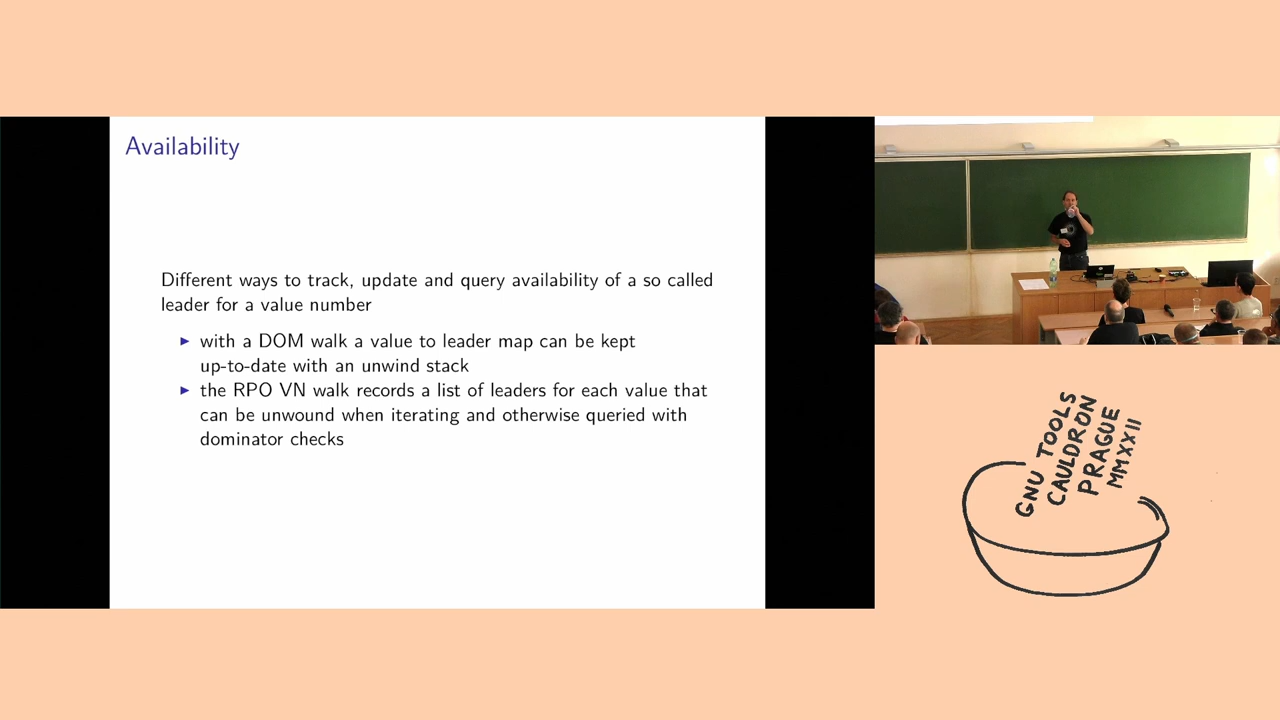 Availability
Different ways to track, update and query availability of a so called
leader for a value number
▶ with a DOM walk a value to leader map can be kept
up-to-date with an unwind stack
▶ the RPO VN walk records a list of leaders for each value that
can be unwound when iterating and otherwise queried with
dominator checks
GNU TOOLS
CAULDRON
PRAGUE
MMXXII